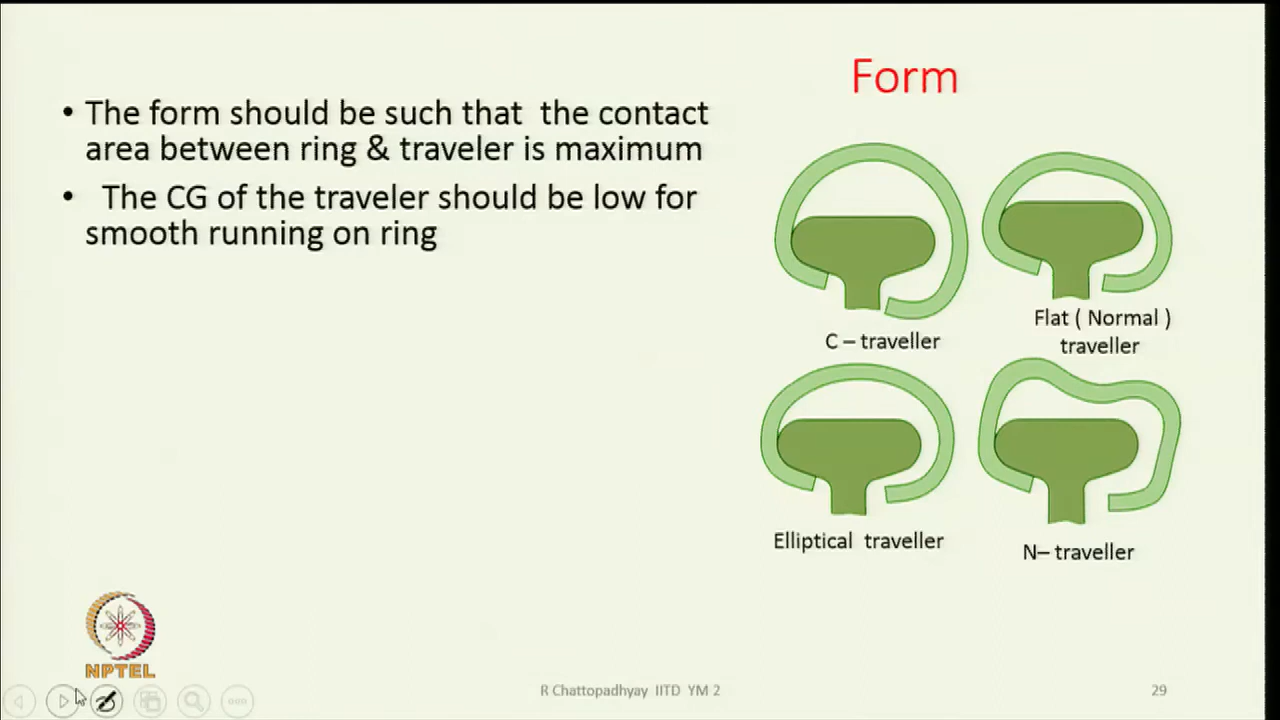 Form
• The form should be such that the contact
area between ring & traveler is maximum
• The CG of the traveler should be low for
smooth running on ring
C – traveller
Flat ( Normal )
traveller
Elliptical traveller
N– traveller
NPTEL
R Chattopadhyay IITD YM 2
29